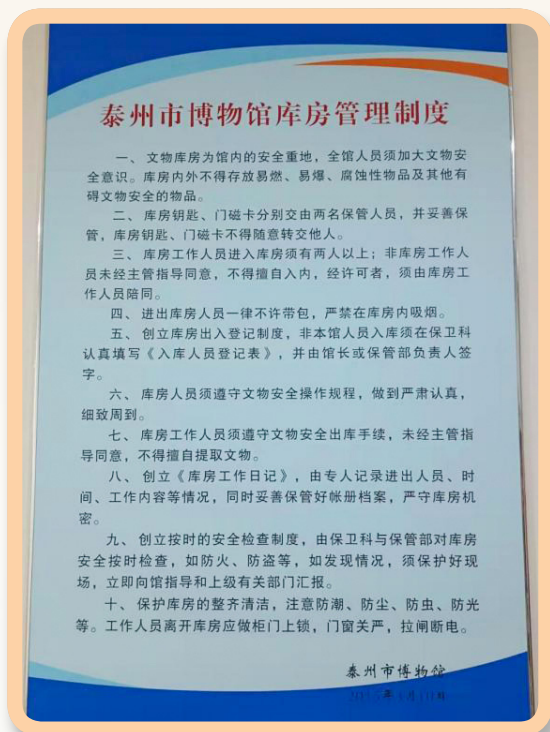 泰州市博物馆库房管理制度
一、 文物库房为馆内的安全重地，全馆人员须加大文物安
全意识。库房内外不得存放易燃、易爆、腐蚀性物品及其他有
碍文物安全的物品。
二、 库房钥匙、门磁卡分别交由两名保管人员，并妥善保
管，库房钥匙、门磁卡不得随意转交他人。
三、 库房工作人员进入库房须有两人以上；非库房工作人
员未经主管指导同意，不得擅自入内，经许可者，须由库房工
作人员陪同。
四、 进出库房人员一律不许带包，严禁在库房内吸烟。
五、 创立库房出入登记制度，非本馆人员入库须在保卫科
认真填写《入库人员登记表》，并由馆长或保管部负责人签
字。
六、 库房人员须遵守文物安全操作规程，做到严肃认真，
细致周到。
七、 库房工作人员须遵守文物安全出库手续，未经主管指
导同意，不得擅自提取文物。
八、 创立《库房工作日记》，由专人记录进出人员、时
间、工作内容等情况，同时妥善保管好帐册档案，严守库房机
密。
九、 创立按时的安全检查制度，由保卫科与保管部对库房
安全按时检查，如防火、防盗等，如发现情况，须保护好现
场，立即向馆指导和上级有关部门汇报。
十、 保护库房的整齐清洁，注意防潮、防尘、防虫、防光
等。工作人员离开库房应做柜门上锁，门窗关严，拉闸断电。
泰州市博物馆